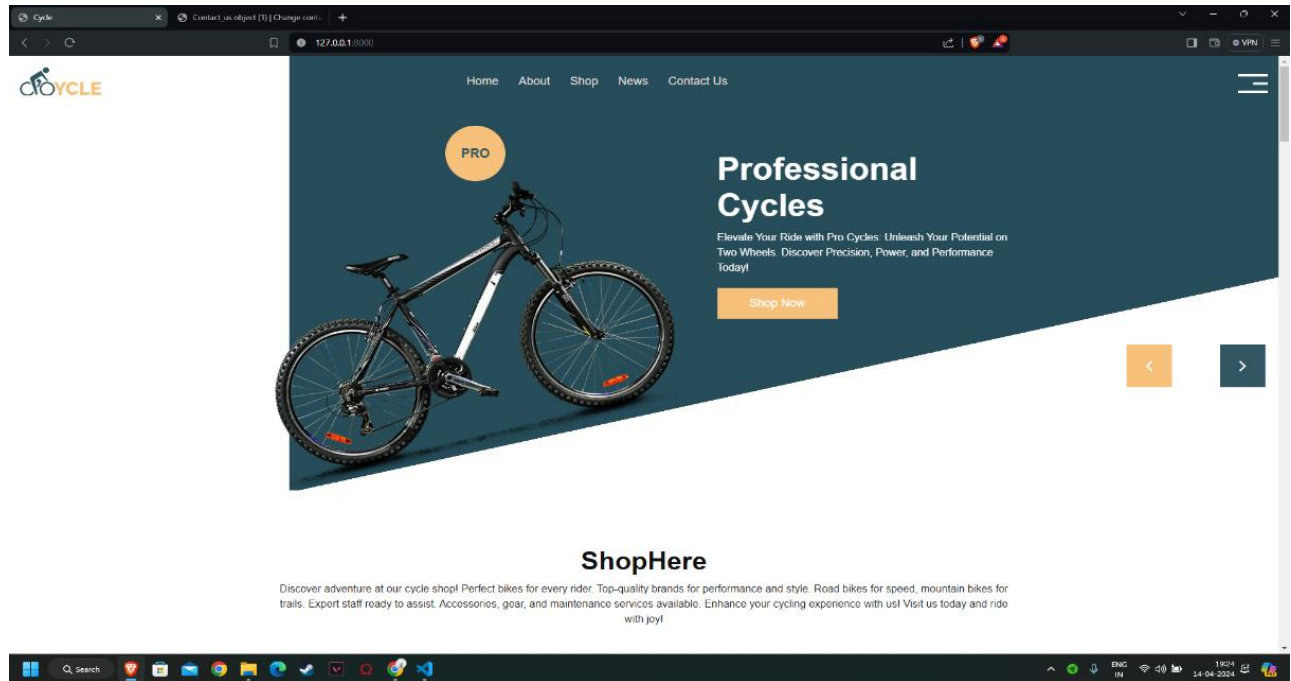 Cycle
Contact_us object (1) | Change conta
127.0.0.1:8000
VPN
CYCLE
Home About Shop News Contact Us
PRO
Professional
Cycles
Elevate Your Ride with Pro Cycles: Unleash Your Potential on
Two Wheels. Discover Precision, Power, and Performance
Today!
Shop Now
ShopHere
Discover adventure at our cycle shop! Perfect bikes for every rider. Top-quality brands for performance and style. Road bikes for speed, mountain bikes for
trails. Expert staff ready to assist. Accessories, gear, and maintenance services available. Enhance your cycling experience with us! Visit us today and ride
with joy!
Search
ENG
IN
19:24
14-04-2024